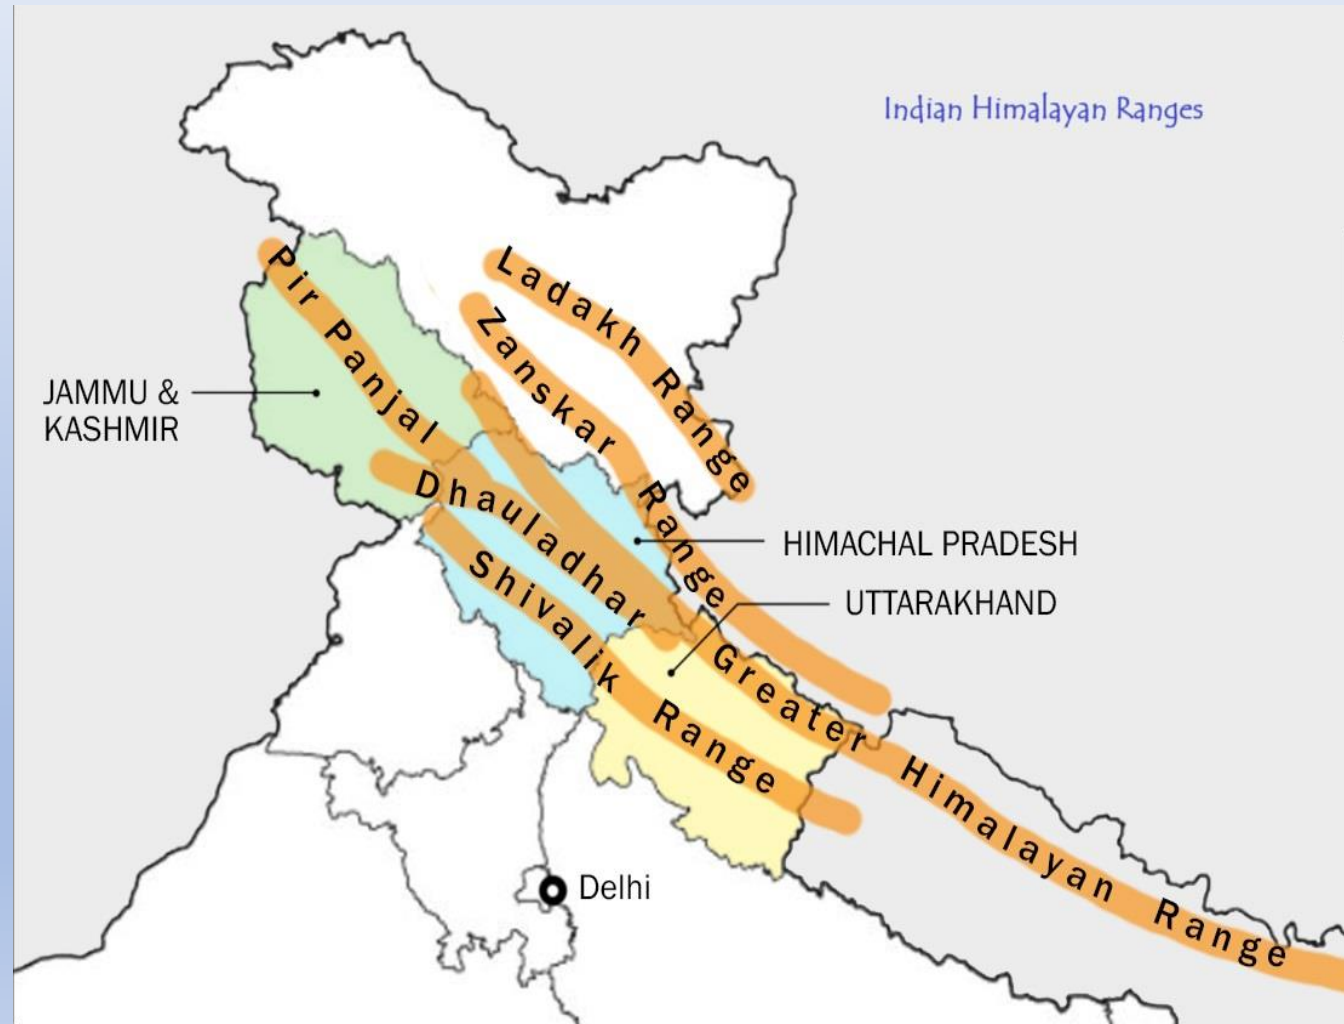 Indian Himalayan Ranges
Pir Panjal
Ladakh Range
Zanskar Range
JAMMU &
KASHMIR
Dhauladhar
HIMACHAL PRADESH
Shivalik Range
UTTARAKHAND
Greater Himalayan Range
Delhi